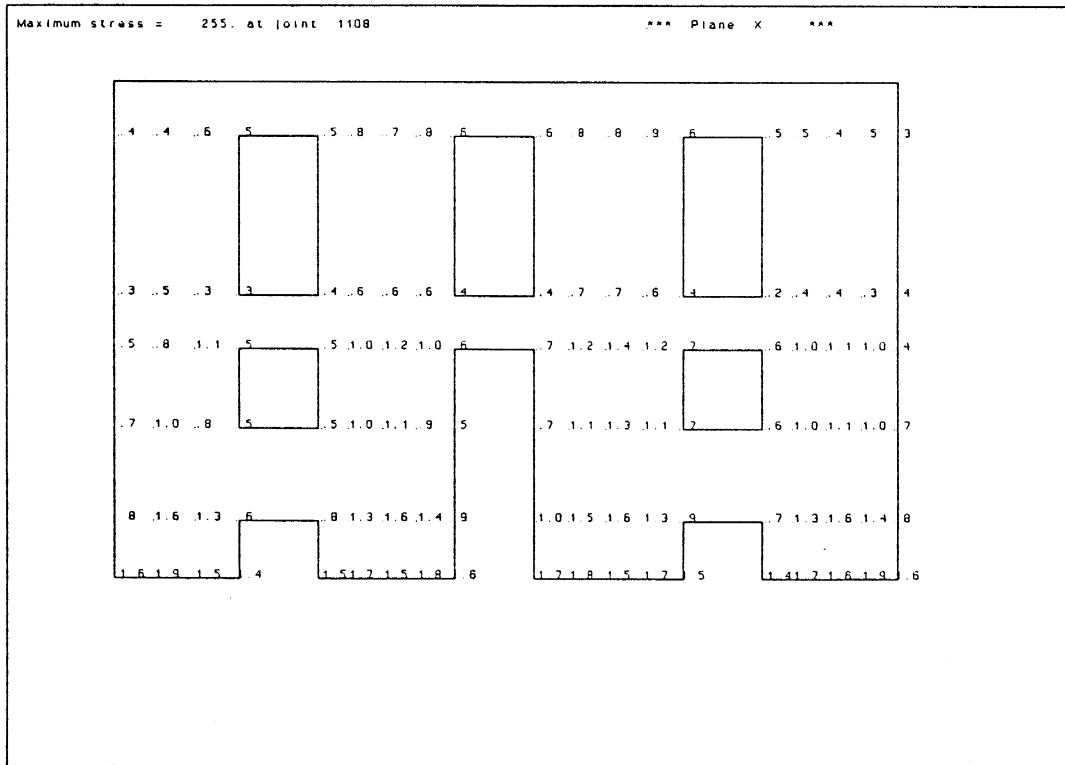 Maximum stress = 255. at joint 1108 *** Plane X ***
.4 .4 .6 .5 .5 .8 .7 .8 .6 .6 .8 .8 .9 .6 .5 .5 .4 .5 .3
.3 .5 .3 .3 .4 .6 .6 .6 .4 .4 .7 .7 .6 .4 .2 .4 .4 .3 .4
.5 .8 1.1 .5 .5 1.0 1.2 1.0 .6 .7 1.2 1.4 1.2 .7 .6 1.0 1.1 1.0 .4
.7 1.0 .8 .5 .5 1.0 1.1 .9 .5 .7 1.1 1.3 1.1 .7 .6 1.0 1.1 1.0 .7
.8 1.6 1.3 .6 .8 1.3 1.6 1.4 .9 1.0 1.5 1.6 1.3 .9 .7 1.3 1.6 1.4 .8
1.6 1.9 1.5 1.4 1.5 1.7 1.5 1.8 1.6 1.7 1.8 1.5 1.7 1.5 1.4 1.7 1.6 1.9 1.6